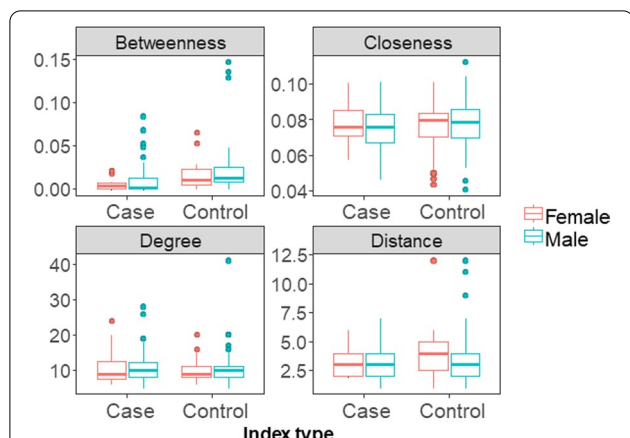 Betweenness
Closeness
0.15
0.10
0.05
0.00
0.10
0.08
0.06
0.04
Case
Control
Case
Control
Female
Male
Degree
Distance
40
30
20
10
12.5
10.0
7.5
5.0
2.5
Case
Control
Case
Control
Index type